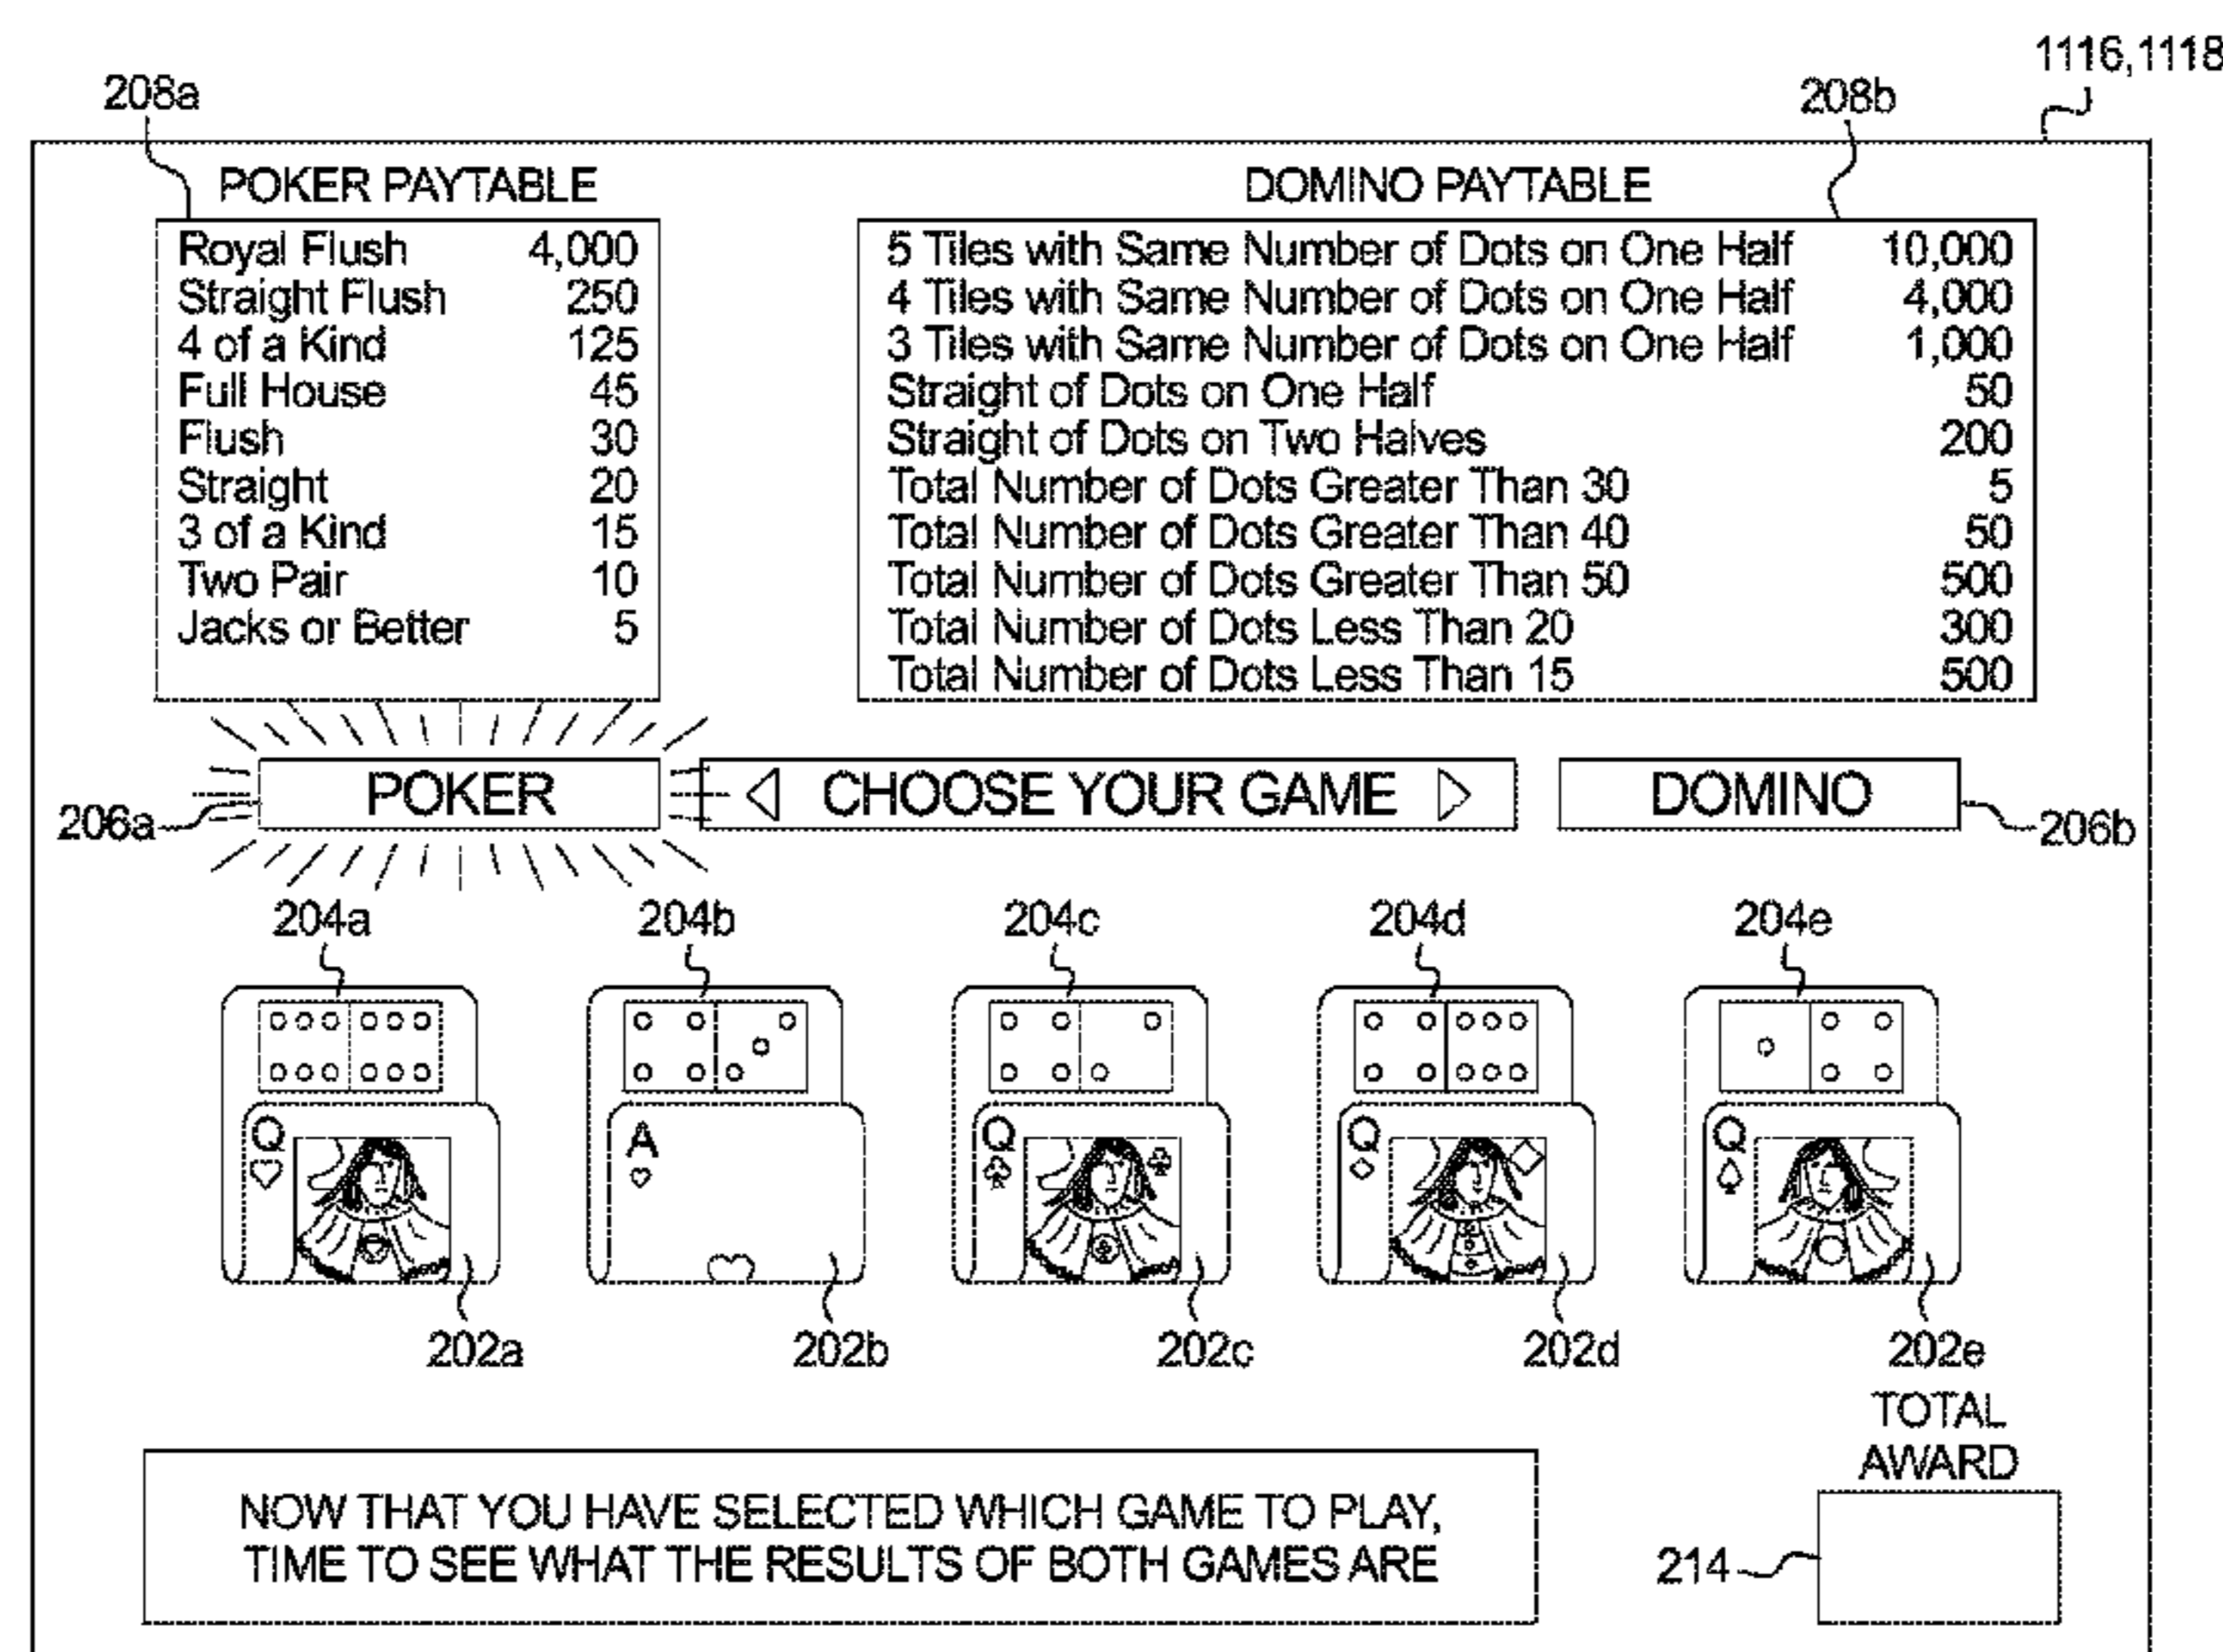 1116,1118
208a
208b
POKER PAYTABLE
DOMINO PAYTABLE
Royal Flush 4,000
Straight Flush 250
4 of a Kind 125
Full House 45
Flush 30
Straight 20
3 of a Kind 15
Two Pair 10
Jacks or Better 5
5 Tiles with Same Number of Dots on One Half 10,000
4 Tiles with Same Number of Dots on One Half 4,000
3 Tiles with Same Number of Dots on One Half 1,000
Straight of Dots on One Half 50
Straight of Dots on Two Halves 200
Total Number of Dots Greater Than 30 5
Total Number of Dots Greater Than 40 50
Total Number of Dots Greater Than 50 500
Total Number of Dots Less Than 20 300
Total Number of Dots Less Than 15 500
POKER
CHOOSE YOUR GAME
DOMINO
206a
206b
204a 204b 204c 204d 204e
Q A Q Q Q
202a 202b 202c 202d 202e
TOTAL
AWARD
NOW THAT YOU HAVE SELECTED WHICH GAME TO PLAY,
TIME TO SEE WHAT THE RESULTS OF BOTH GAMES ARE
214